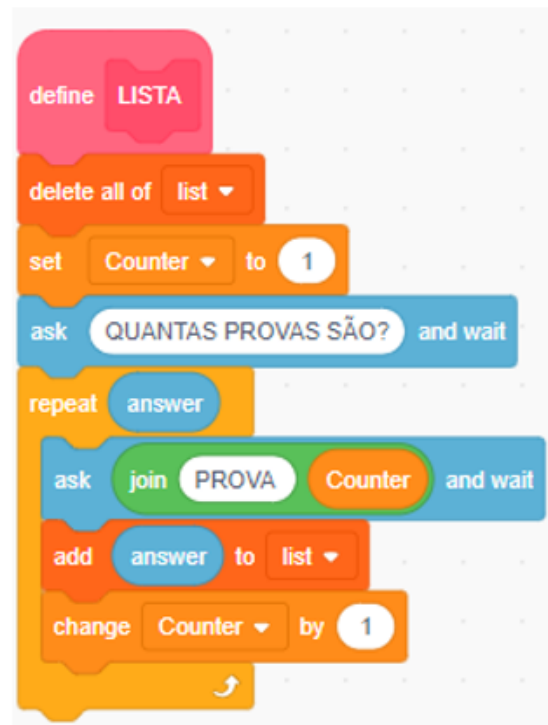 define LISTA
delete all of list
set Counter to 1
ask QUANTAS PROVAS SÃO? and wait
repeat answer
ask join PROVA Counter and wait
add answer to list
change Counter by 1